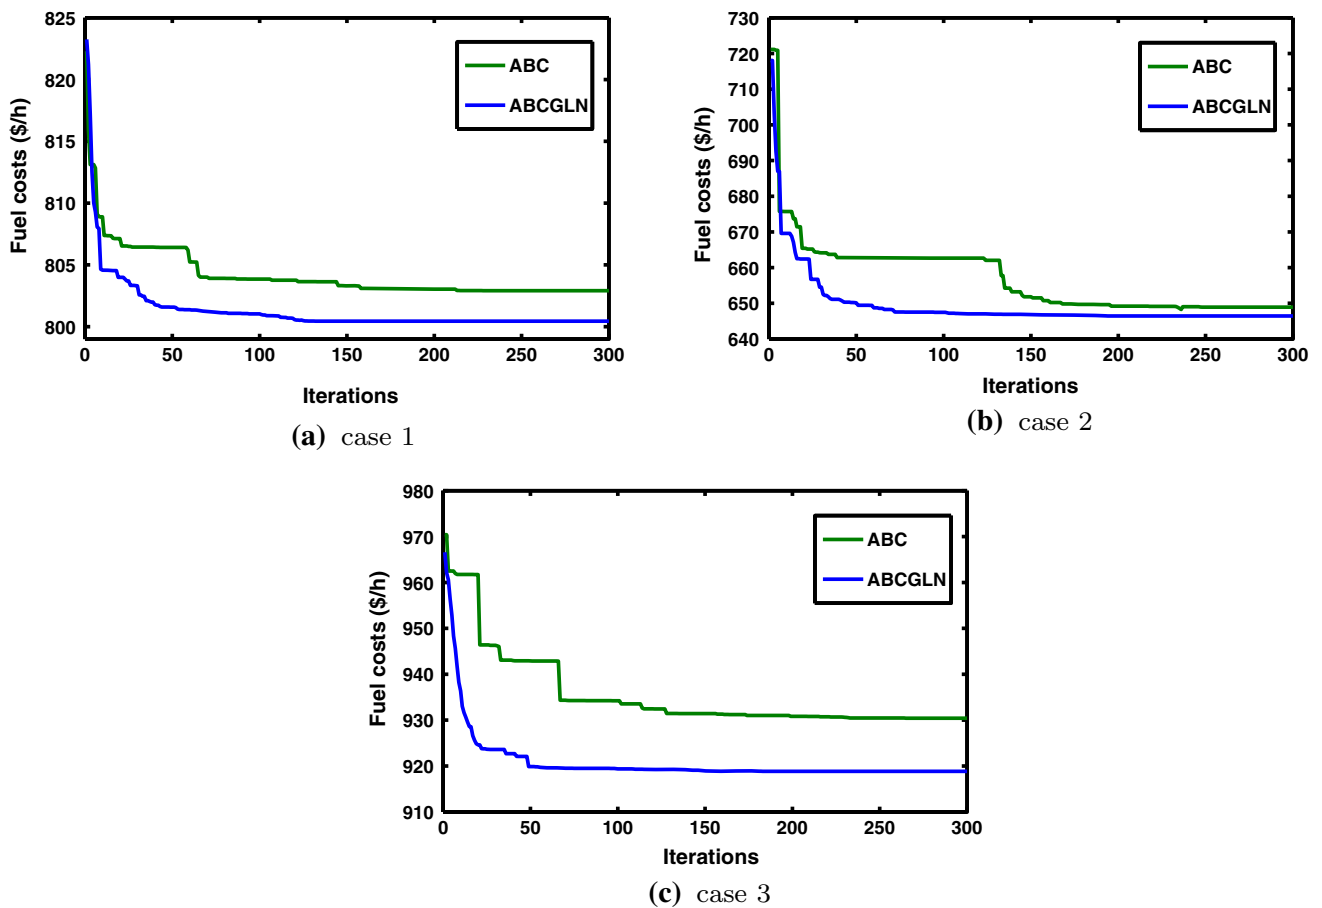 825
820
815
810
805
800
Fuel costs ($/h)
ABC
ABCGLN
0 50 100 150 200 250 300
Iterations
(a) case 1
730
720
710
700
690
680
670
660
650
640
Fuel costs ($/h)
ABC
ABCGLN
0 50 100 150 200 250 300
Iterations
(b) case 2
980
970
960
950
940
930
920
910
Fuel costs ($/h)
ABC
ABCGLN
0 50 100 150 200 250 300
Iterations
(c) case 3